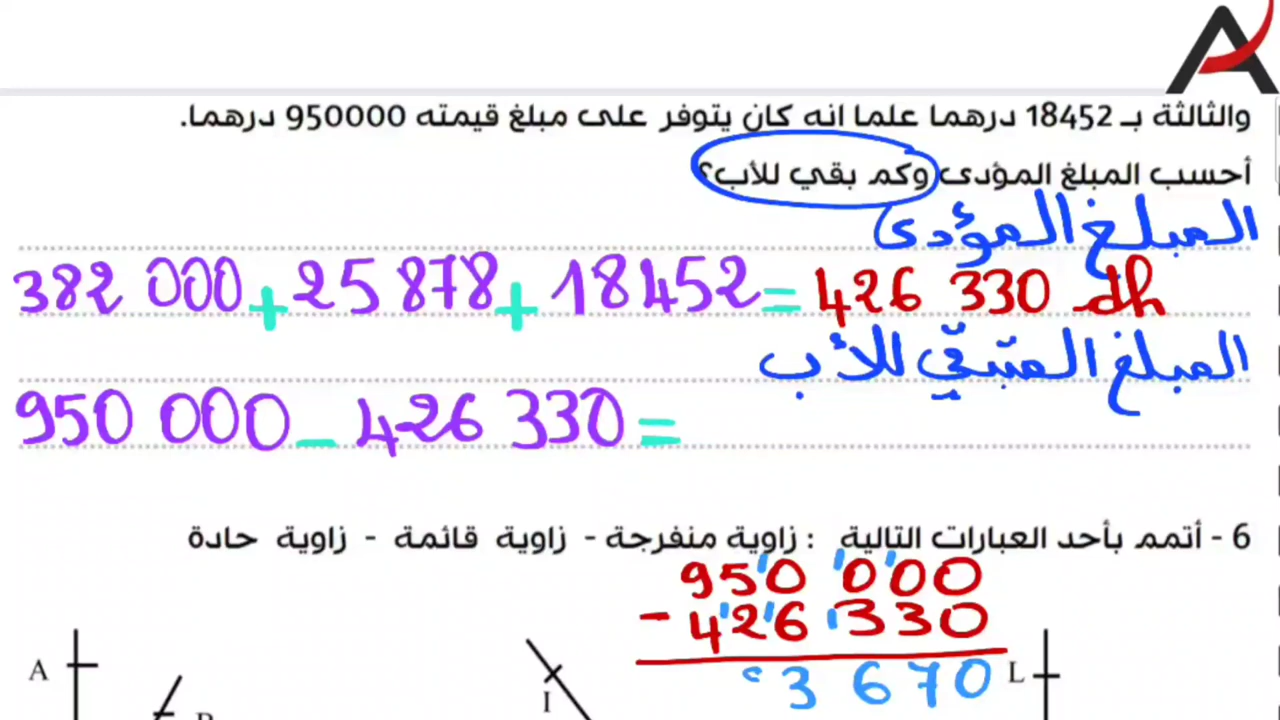 والثالثة بـ 18452 درهما علما انه كان يتوفر على مبلغ قيمته 950000 درهما.
أحسب المبلغ المؤدى وكم بقي للأب؟
المبلغ المؤدى
382 000 + 25 878 + 18452 = 426 330 dh
المبلغ المتبقي للأب
950 000 - 426 330 =
6 - أتمم بأحد العبارات التالية : زاوية منفرجة - زاوية قائمة - زاوية حادة
950 000
- 426 330
3 670
A
I
L